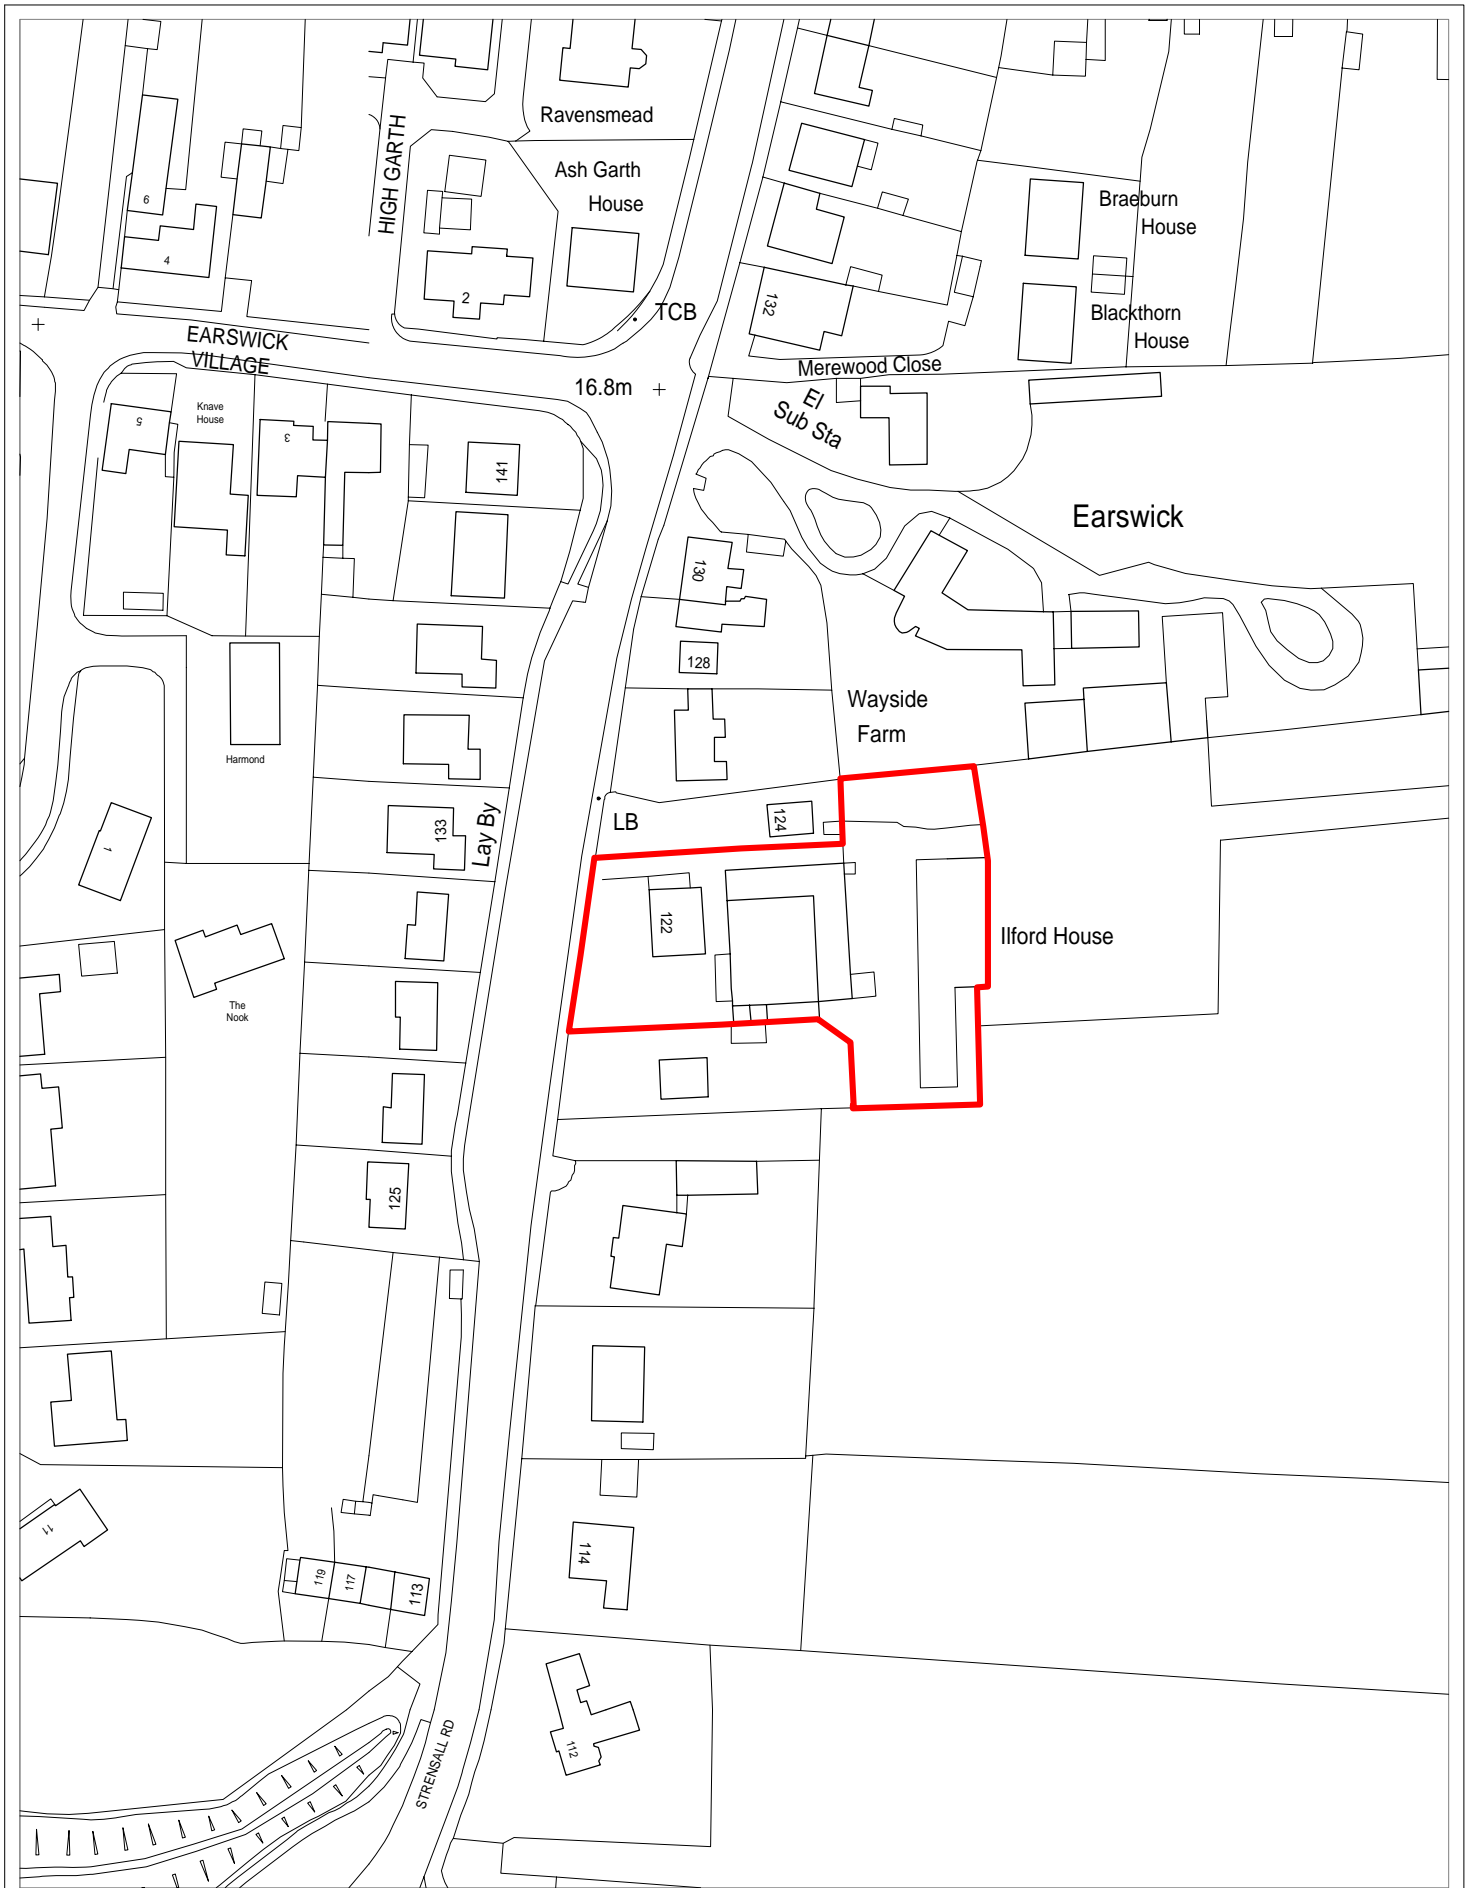 Ravensmead
HIGH GARTH
Ash Garth
House
Braeburn
House
6
4
2
TCB
132
Blackthorn
House
EARSWICK
VILLAGE
Merewood Close
16.8m
El
Sub Sta
5
Knave
House
3
141
Earswick
130
128
Wayside
Farm
Harmond
133
Lay By
LB
124
1
122
Ilford House
The
Nook
125
11
119
117
113
114
112
STRENSALL RD